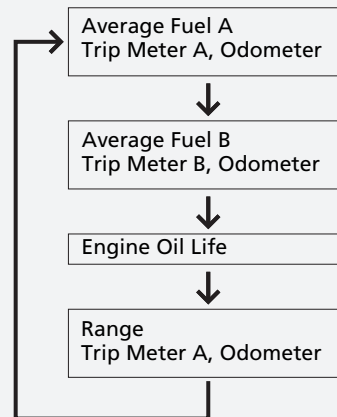 Average Fuel A
Trip Meter A, Odometer
Average Fuel B
Trip Meter B, Odometer
Engine Oil Life
Range
Trip Meter A, Odometer